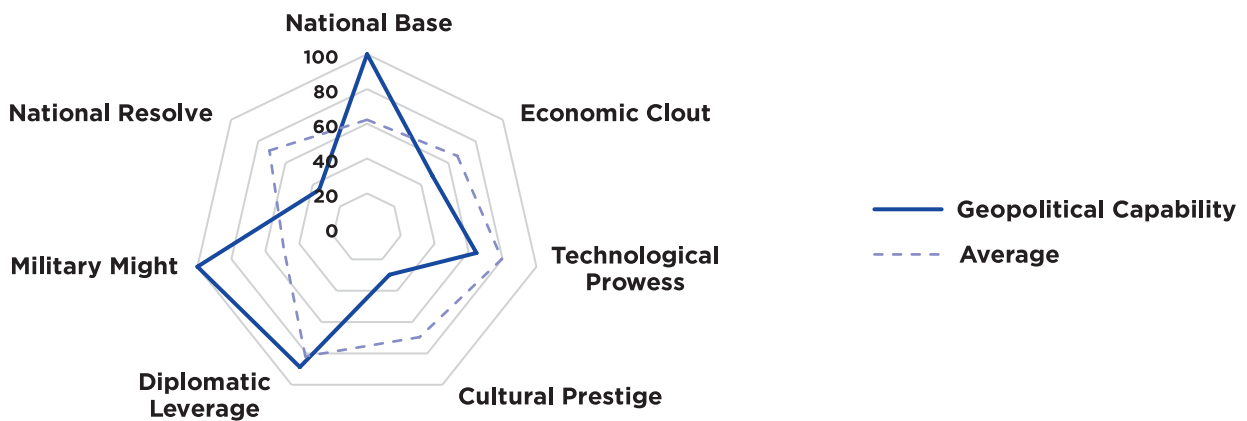 National Base
100
80
60
40
20
0
National Resolve
Economic Clout
Military Might
Technological
Prowess
Diplomatic
Leverage
Cultural Prestige
Geopolitical Capability
Average